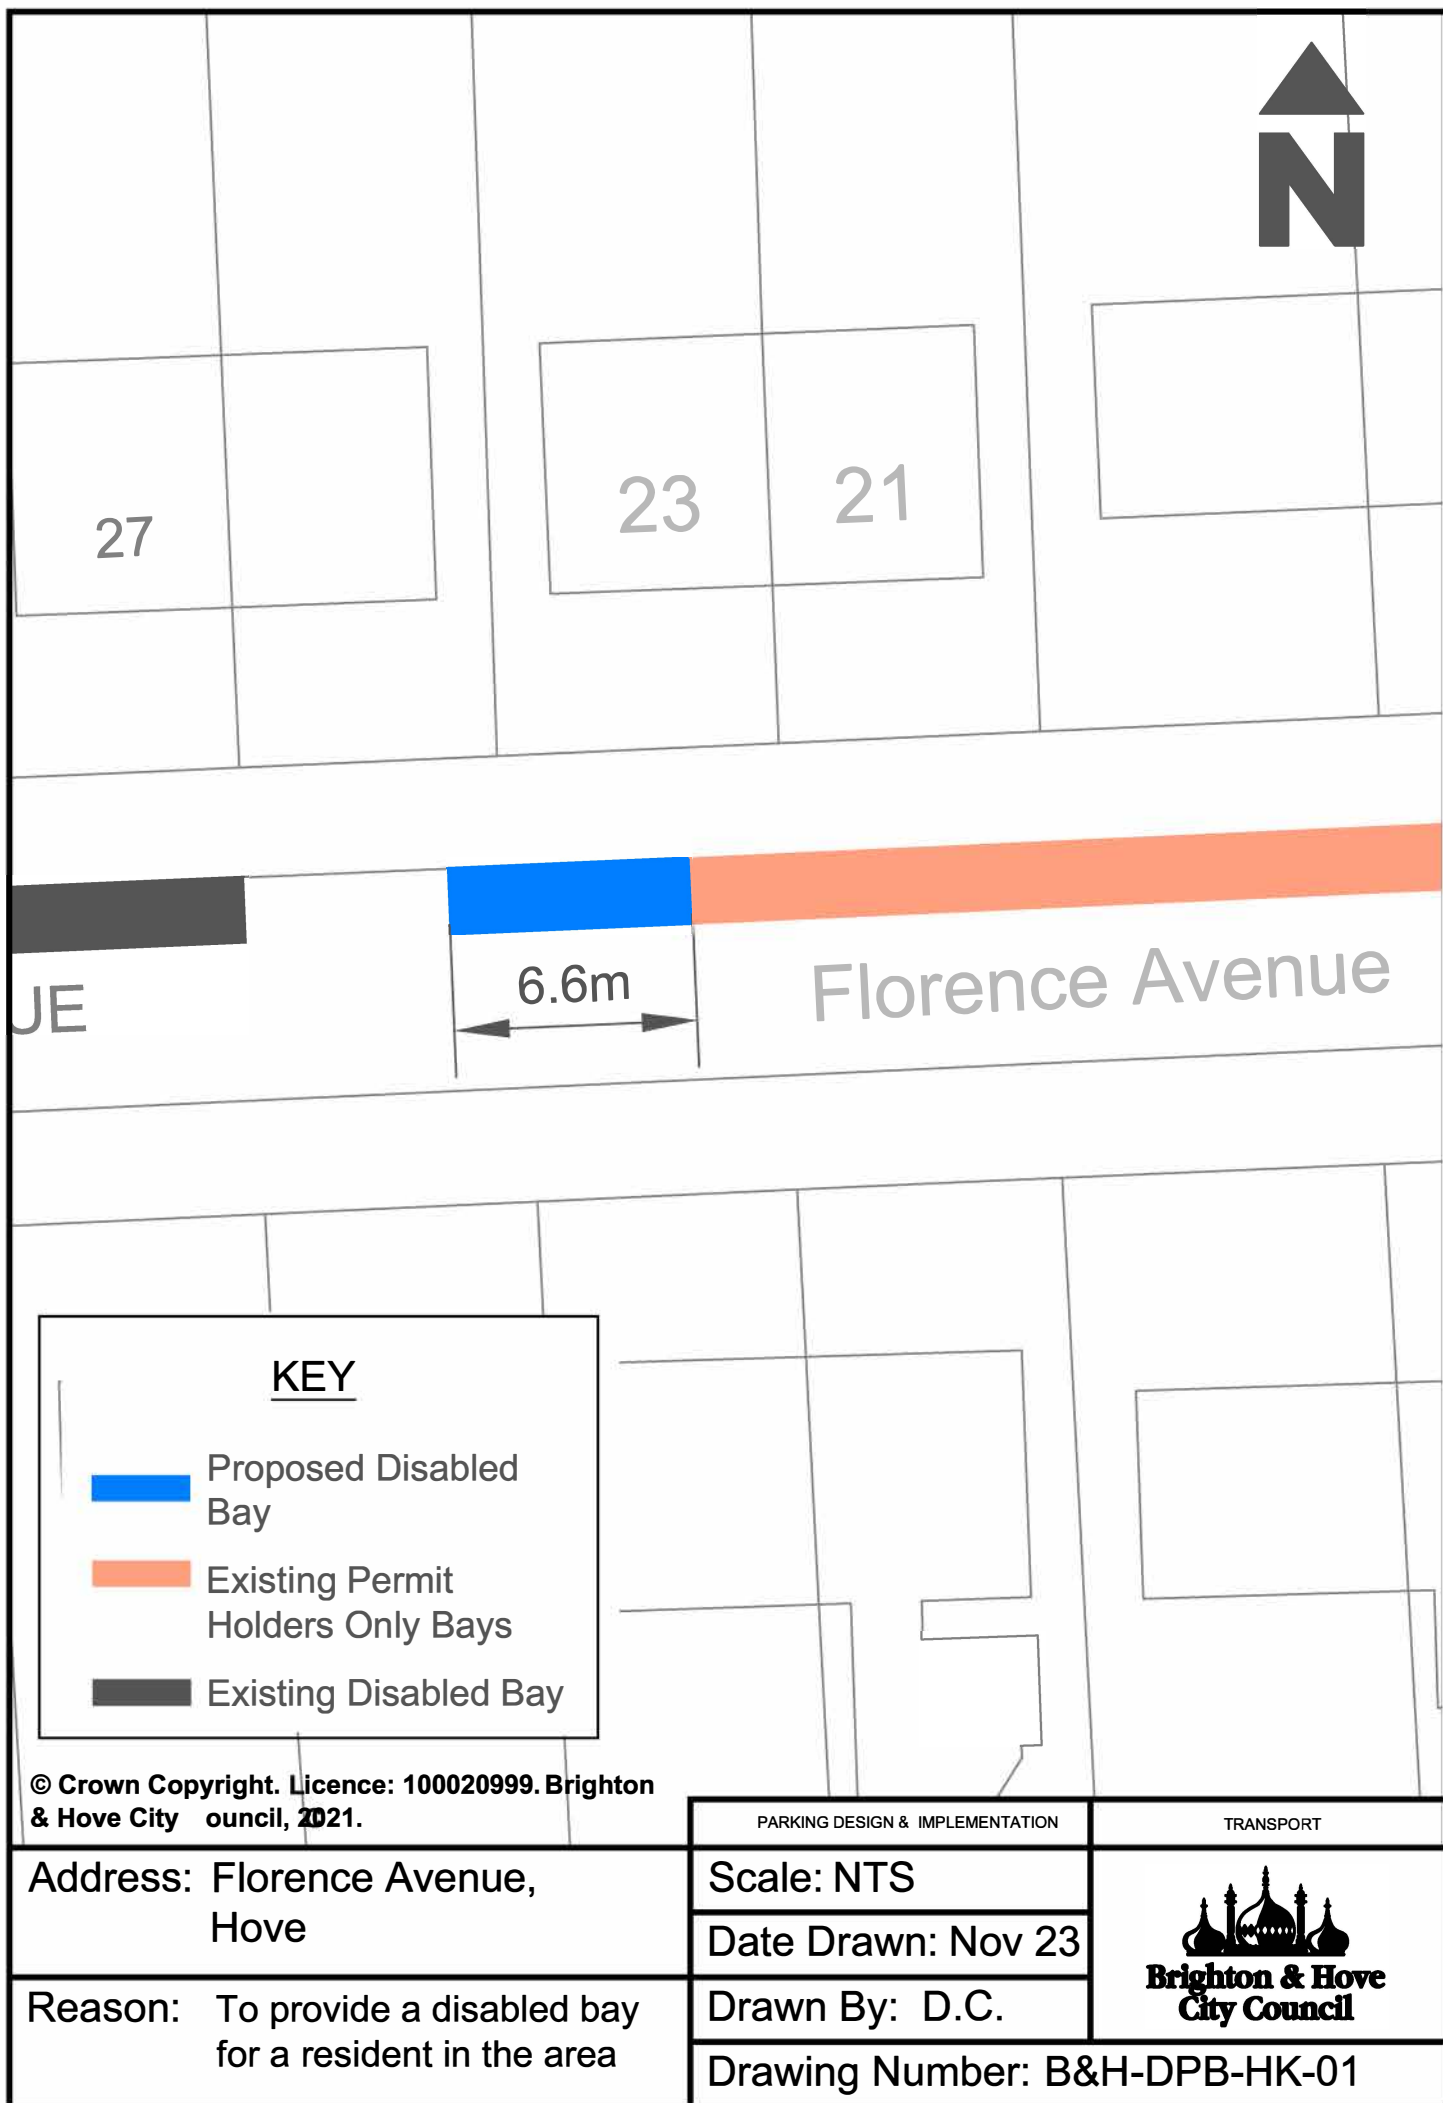 N
23
21
27
6.6m
Florence Avenue
UE
KEY
Proposed Disabled
Bay
Existing Permit
Holders Only Bays
Existing Disabled Bay
© Crown Copyright. Licence: 100020999. Brighton
& Hove City ouncil, 2021.
PARKING DESIGN & IMPLEMENTATION
TRANSPORT
Address: Florence Avenue,
Hove
Scale: NTS
Date Drawn: Nov 23
Brighton & Hove
City Council
Reason: To provide a disabled bay
for a resident in the area
Drawn By: D.C.
Drawing Number: B&H-DPB-HK-01